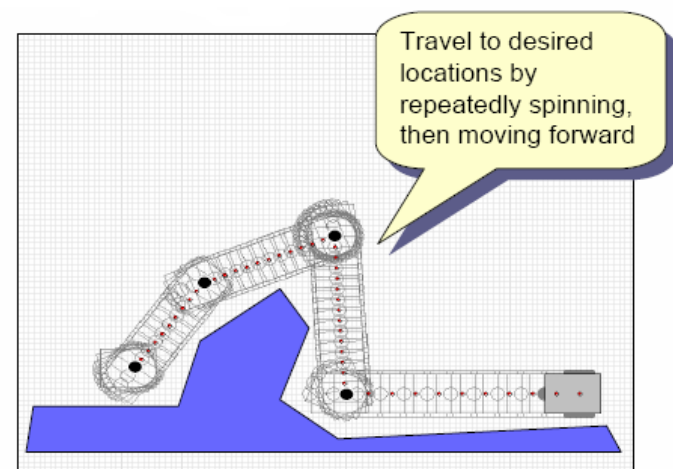 Travel to desired
locations by
repeatedly spinning,
then moving forward